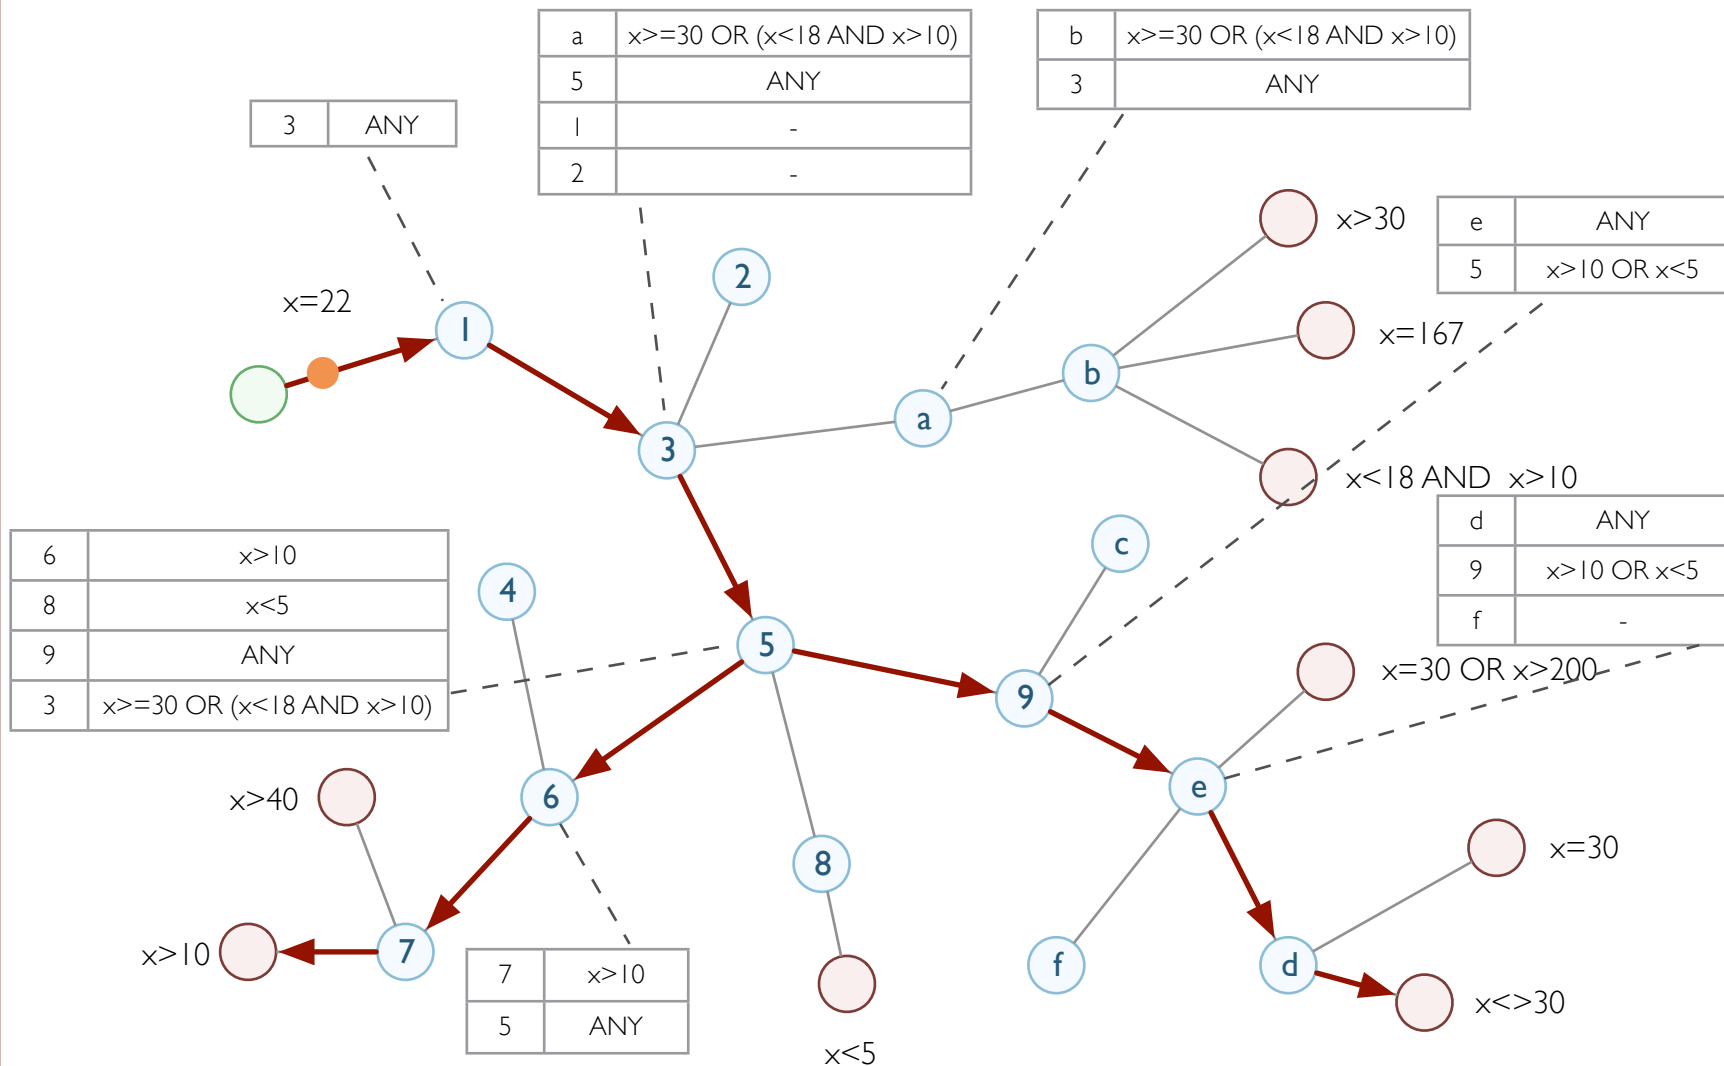 a x>=30 OR (x<18 AND x>10)
5 ANY
1 -
2 -
b x>=30 OR (x<18 AND x>10)
3 ANY
3 ANY
x>30
e ANY
5 x>10 OR x<5
2
x=22
1
x=167
b
a
3
x<18 AND x>10
d ANY
9 x>10 OR x<5
f -
c
6 x>10
8 x<5
9 ANY
3 x>=30 OR (x<18 AND x>10)
4
5
x=30 OR x>200
9
e
x>40
6
8
x=30
x>10
7
f
d
7 x>10
5 ANY
x<>30
x<5